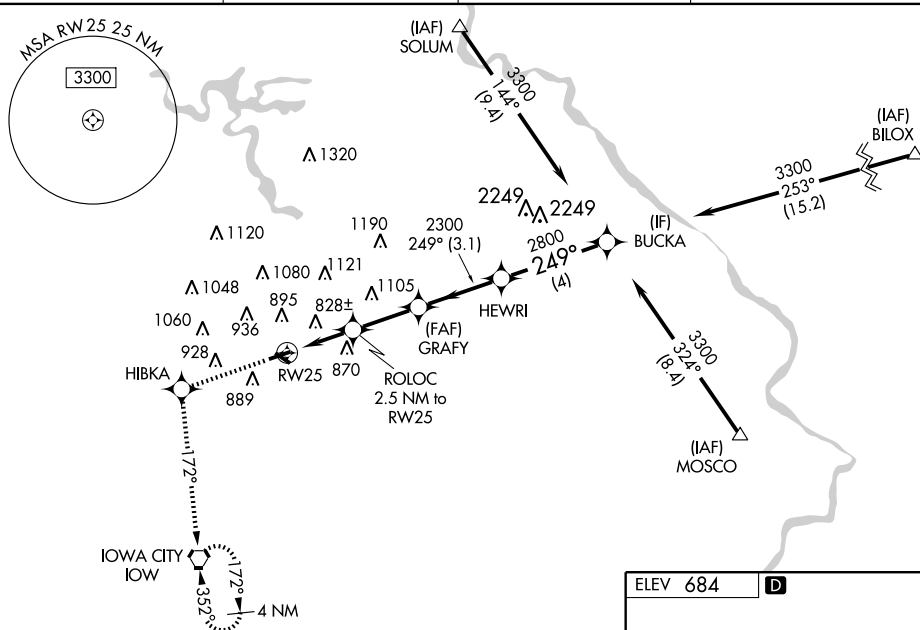 MSA RW25 25 NM
3300
(IAF)
SOLUM
3300
144°
(9.4)
(IAF)
BILOX
3300
253°
(15.2)
1320
2249
2249
(IF)
BUCKA
1190
2300
249° (3.1)
2800
249°
(4)
1120
1080
1121
1048
1105
HEWRI
895
828±
1060
936
(FAF)
GRAFY
928
870
HIBKA
RW25
889
ROLOC
2.5 NM to
RW25
3300
324°
(8.4)
(IAF)
MOSCO
172°
IOWA CITY
IOW
172°
352°
4 NM
ELEV 684
D